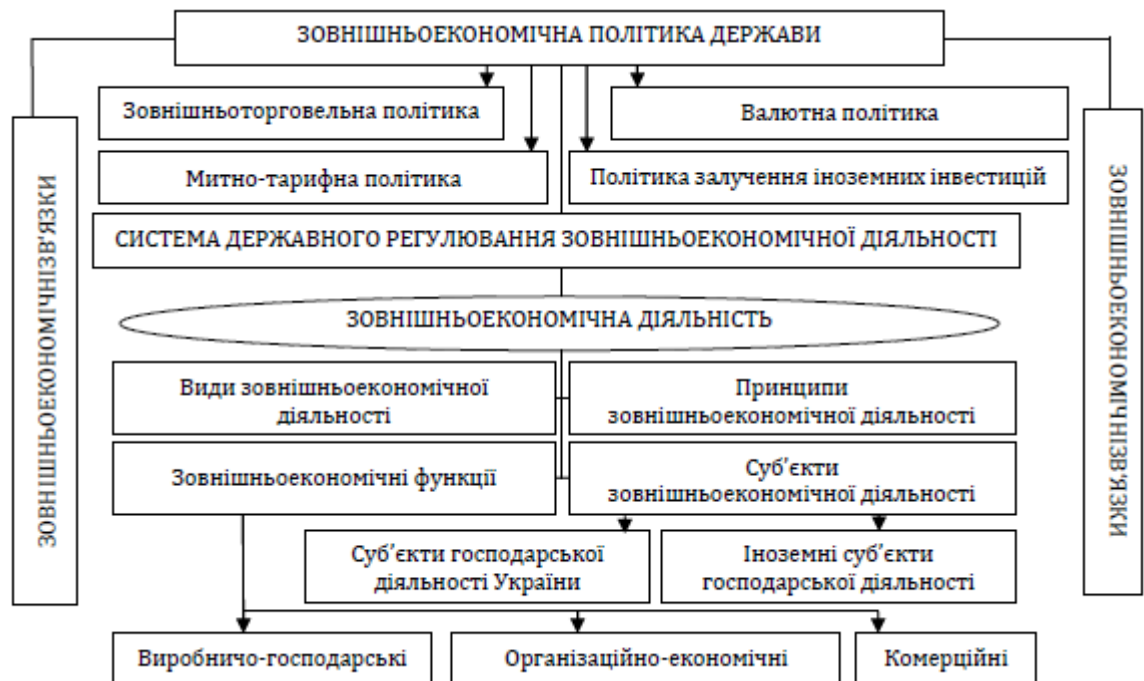 ЗОВНІШНЬОЕКОНОМІЧНА ПОЛІТИКА ДЕРЖАВИ
Зовнішньоторговельна політика
Валютна політика
Митно-тарифна політика
Політика залучення іноземних інвестицій
СИСТЕМА ДЕРЖАВНОГО РЕГУЛЮВАННЯ ЗОВНІШНЬОЕКОНОМІЧНОЇ ДІЯЛЬНОСТІ
ЗОВНІШНЬОЕКОНОМІЧНА ДІЯЛЬНІСТЬ
Види зовнішньоекономічної
діяльності
Принципи
зовнішньоекономічної діяльності
Зовнішньоекономічні функції
Суб’єкти
зовнішньоекономічної діяльності
Суб’єкти господарської
діяльності України
Іноземні суб’єкти
господарської діяльності
Виробничо-господарські
Організаційно-економічні
Комерційні
ЗОВНІШНЬОЕКОНОМІЧНІЗВ’ЯЗКИ
ЗОВНІШНЬОЕКОНОМІЧНІЗВ’ЯЗКИ